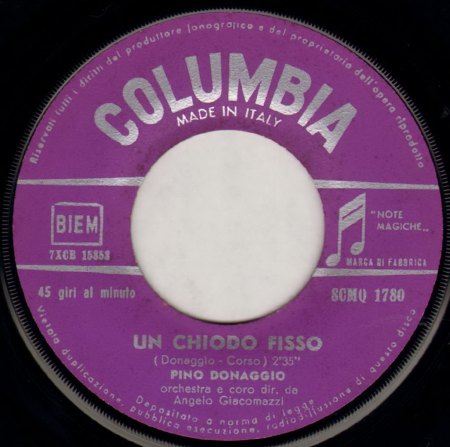 Riservati tutti i diritti del produttore fonografico e del proprietario dell'opera riprodotta
COLUMBIA
MADE IN ITALY
BIEM
7XCB 15353
"NOTE
MAGICHE„
MARCA DI FABBRICA
45 giri al minuto
SCMQ 1780
UN CHIODO FISSO
(Donaggio - Corso) 2'35''
PINO DONAGGIO
orchestra e coro dir. da
Angelo Giacomazzi
Depositato a norma di legge
Vietata duplicazione, pubblica esecuzione, radiodiffusione di questo disco